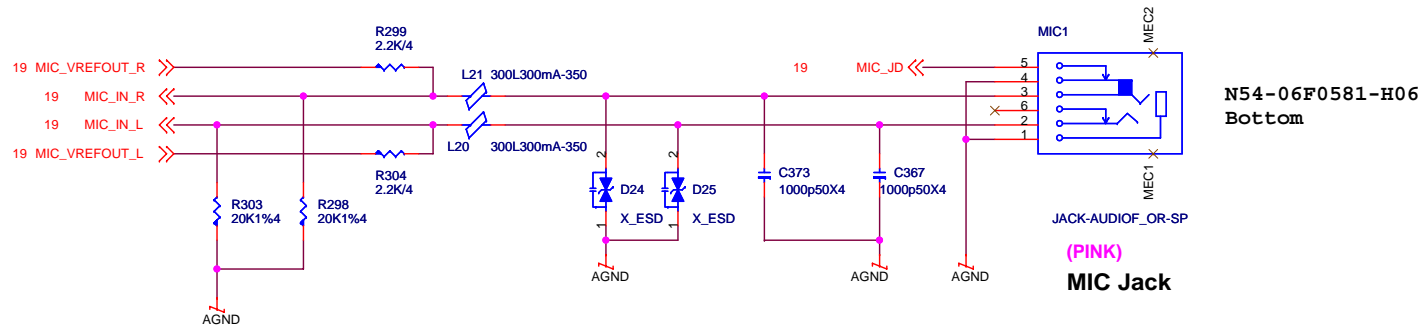 R299
2.2K/4
19 MIC_VREFOUT_R
L21 300L300mA-350
19 MIC_IN_R
19 MIC_IN_L
19 MIC_VREFOUT_L
L20 300L300mA-350
R304
2.2K/4
R303
20K1%4
R298
20K1%4
AGND
2
D24
1
X_ESD
2
D25
1
X_ESD
AGND
C373
1000p50X4
C367
1000p50X4
AGND
19 MIC_JD
AGND
MIC1
MEC2
5
4
3
6
2
1
MEC1
JACK-AUDIOF_OR-SP
(PINK)
MIC Jack
N54-06F0581-H06
Bottom